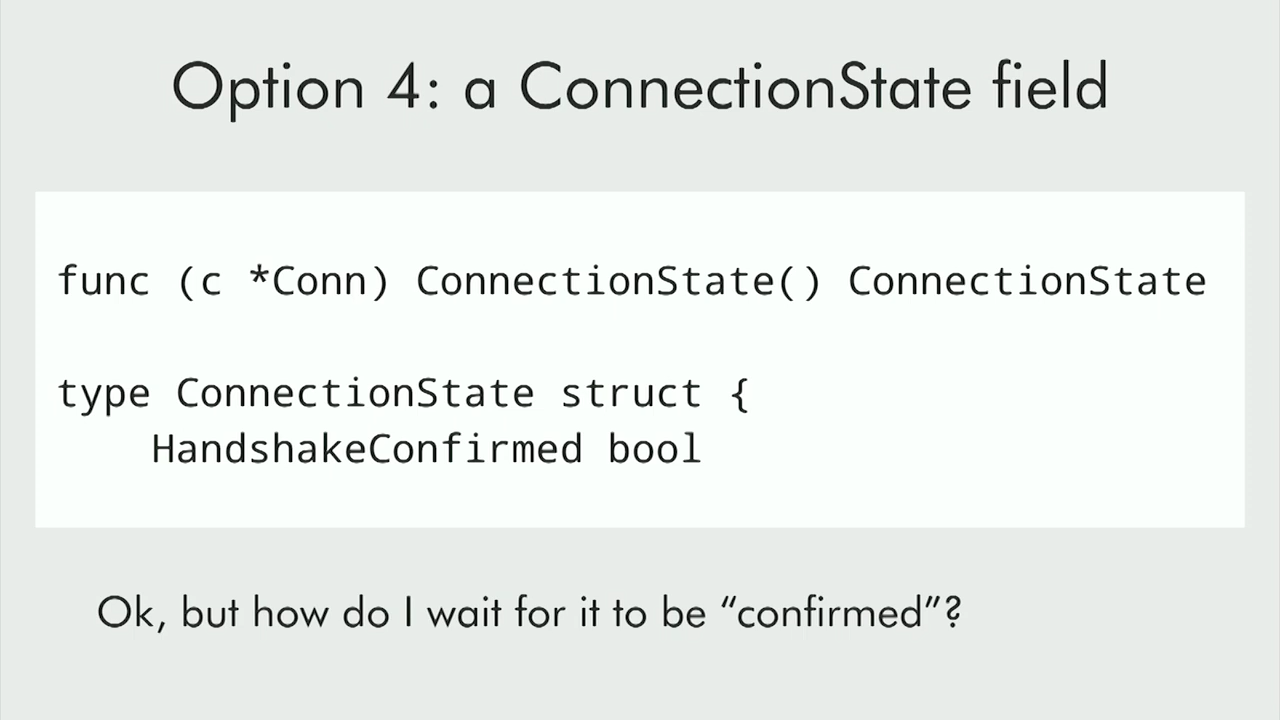 Option 4: a ConnectionState field
func (c *Conn) ConnectionState() ConnectionState
type ConnectionState struct {
    HandshakeConfirmed bool
Ok, but how do I wait for it to be “confirmed”?